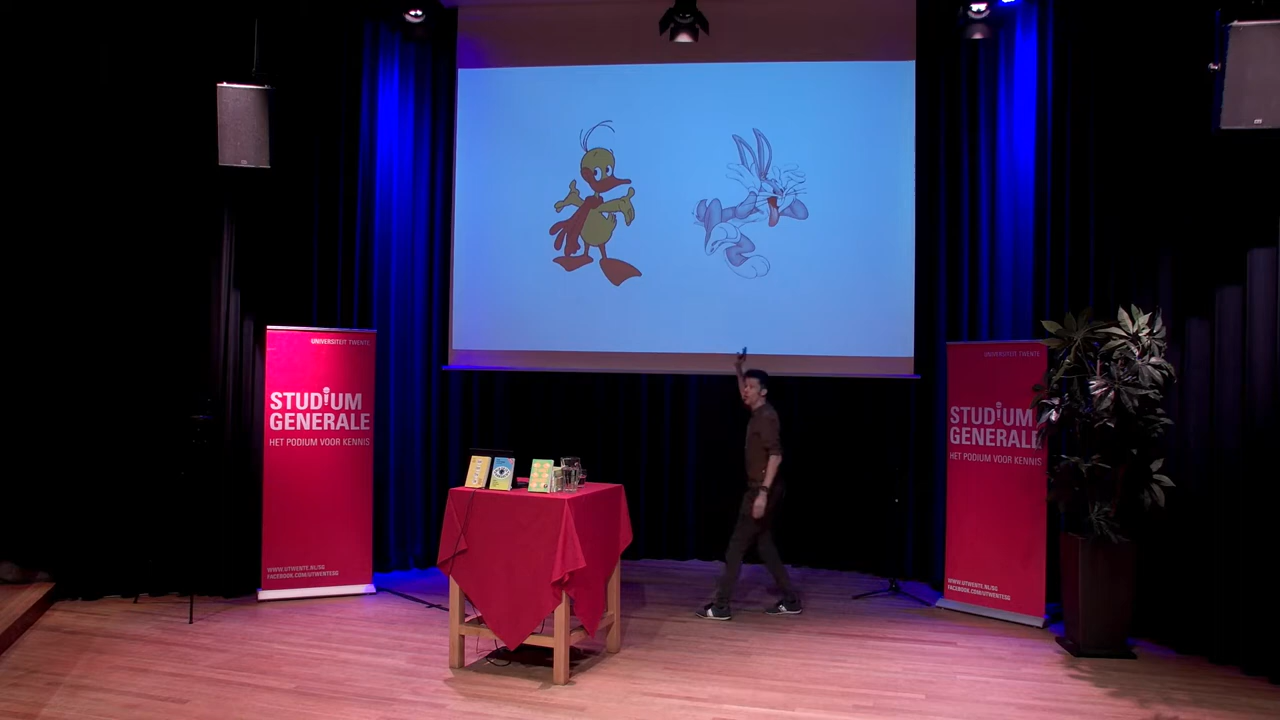 UNIVERSITEIT TWENTE
STUDIUM
GENERALE
HET PODIUM VOOR KENNIS
WWW.UTWENTE.NL/SG
FACEBOOK.COM/UTWENTESG
UNIVERSITEIT TWENTE
STUDIUM
GENERALE
HET PODIUM VOOR KENNIS
WWW.UTWENTE.NL/SG
FACEBOOK.COM/UTWENTESG